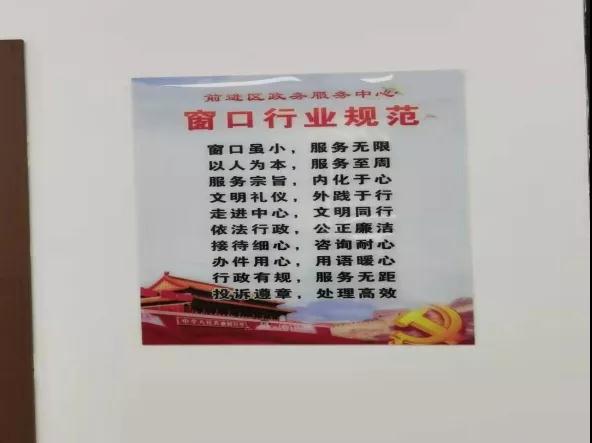 前进区政务服务中心
窗口行业规范
窗口虽小，服务无限
以人为本，服务至周
服务宗旨，内化于心
文明礼仪，外践于行
走进中心，文明同行
依法行政，公正廉洁
接待细心，咨询耐心
办件用心，用语暖心
行政有规，服务无距
投诉遵章，处理高效